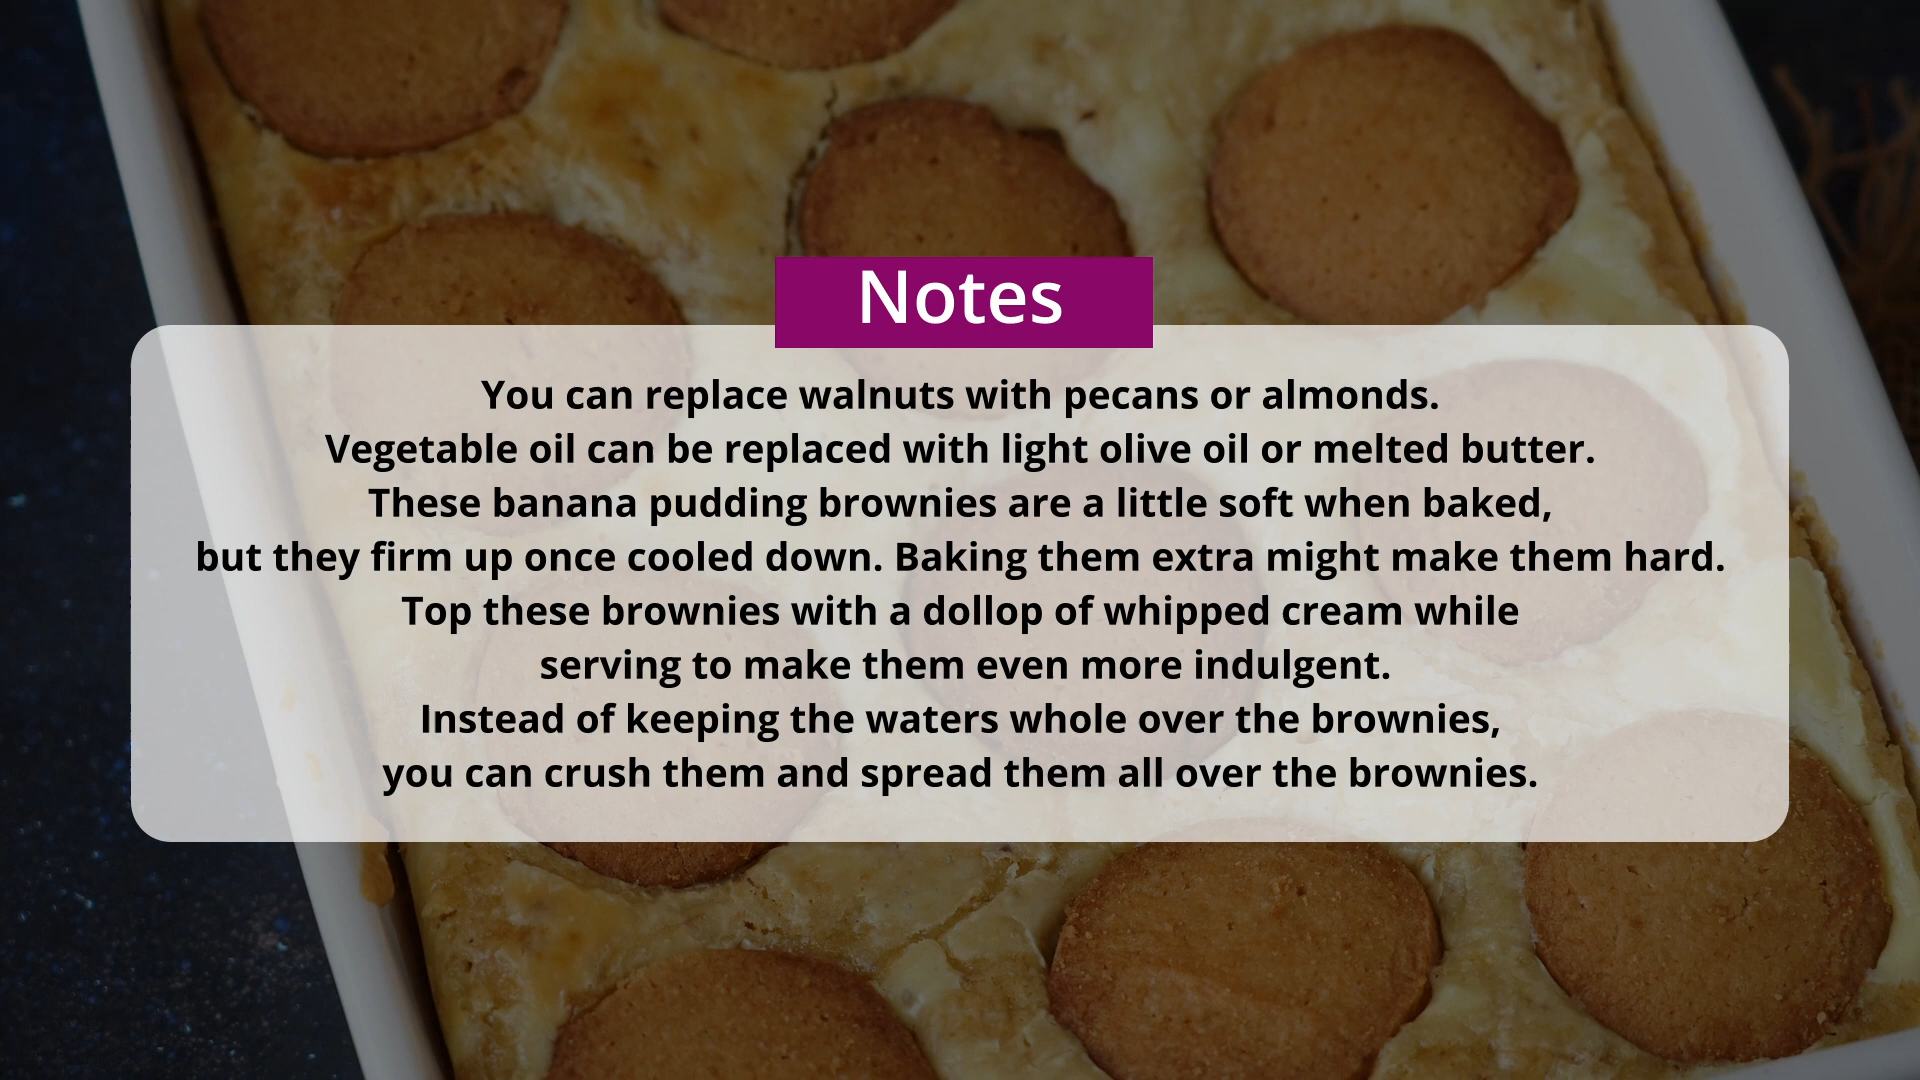 Notes
You can replace walnuts with pecans or almonds.
Vegetable oil can be replaced with light olive oil or melted butter.
These banana pudding brownies are a little soft when baked,
but they firm up once cooled down. Baking them extra might make them hard.
Top these brownies with a dollop of whipped cream while
serving to make them even more indulgent.
Instead of keeping the waters whole over the brownies,
you can crush them and spread them all over the brownies.